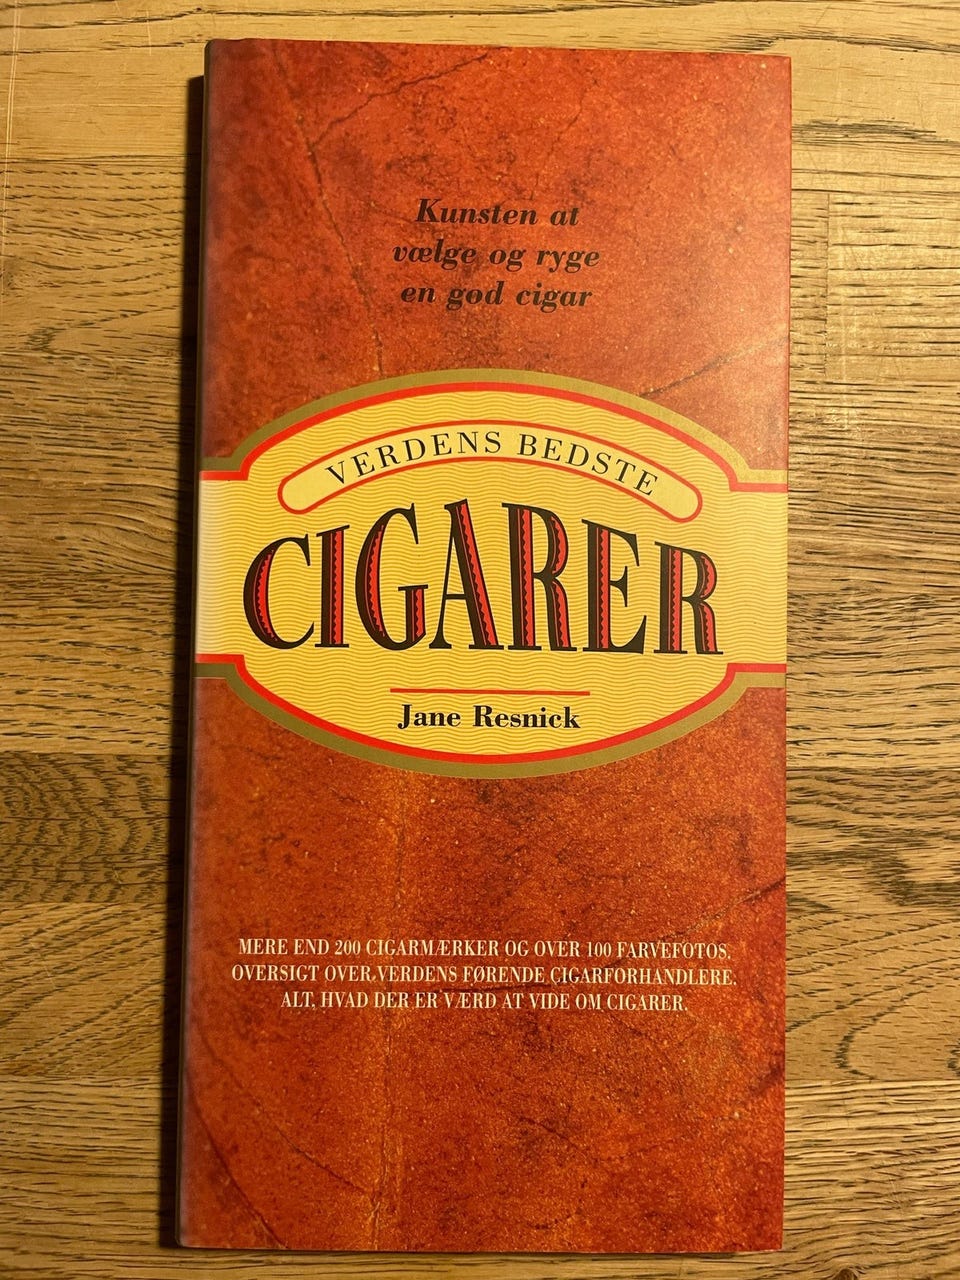 Kunsten at
vælge og ryge
en god cigar
VERDENS BEDSTE
CIGARER
Jane Resnick
MERE END 200 CIGARMÆRKER OG OVER 100 FARVEFOTOS.
OVERSIGT OVER VERDENS FØRENDE CIGARFORHANDLERE.
ALT, HVAD DER ER VÆRD AT VIDE OM CIGARER.